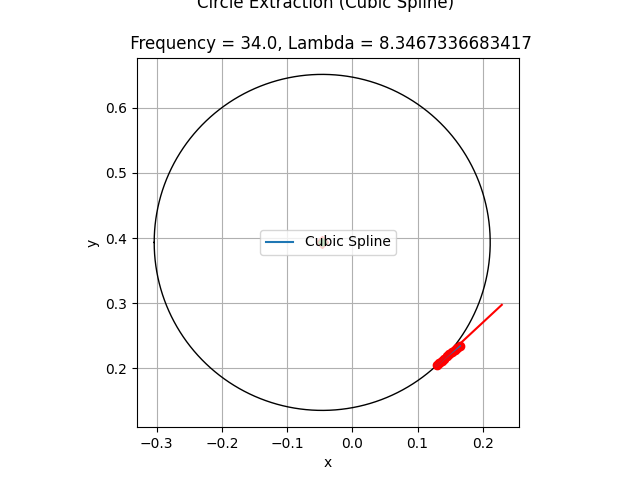 Circle Extraction (Cubic Spline)
Frequency = 34.0, Lambda = 8.3467336683417
0.6
0.5
y
0.4
Cubic Spline
0.3
0.2
−0.3 −0.2 −0.1 0.0 0.1 0.2
x